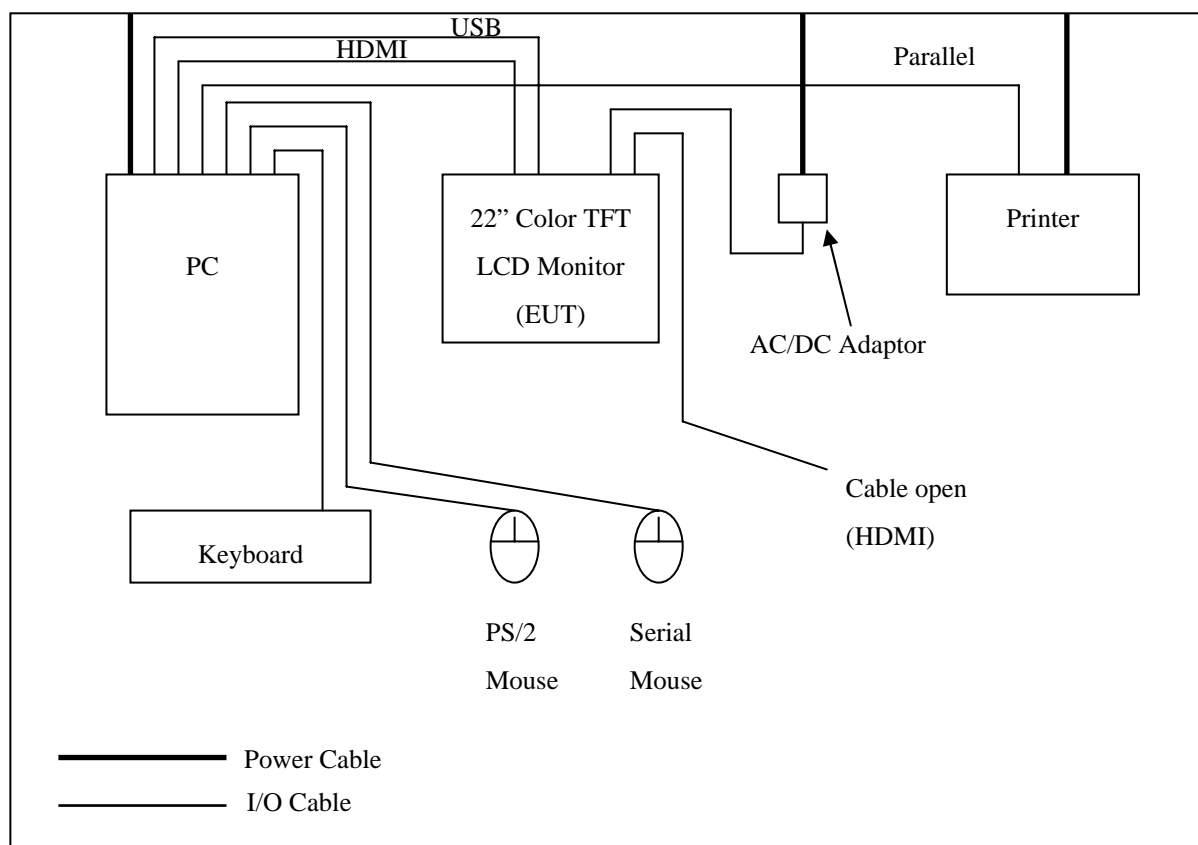 USB
HDMI
Parallel
PC
22” Color TFT
LCD Monitor
(EUT)
Printer
AC/DC Adaptor
Cable open
(HDMI)
Keyboard
PS/2
Mouse
Serial
Mouse
Power Cable
I/O Cable